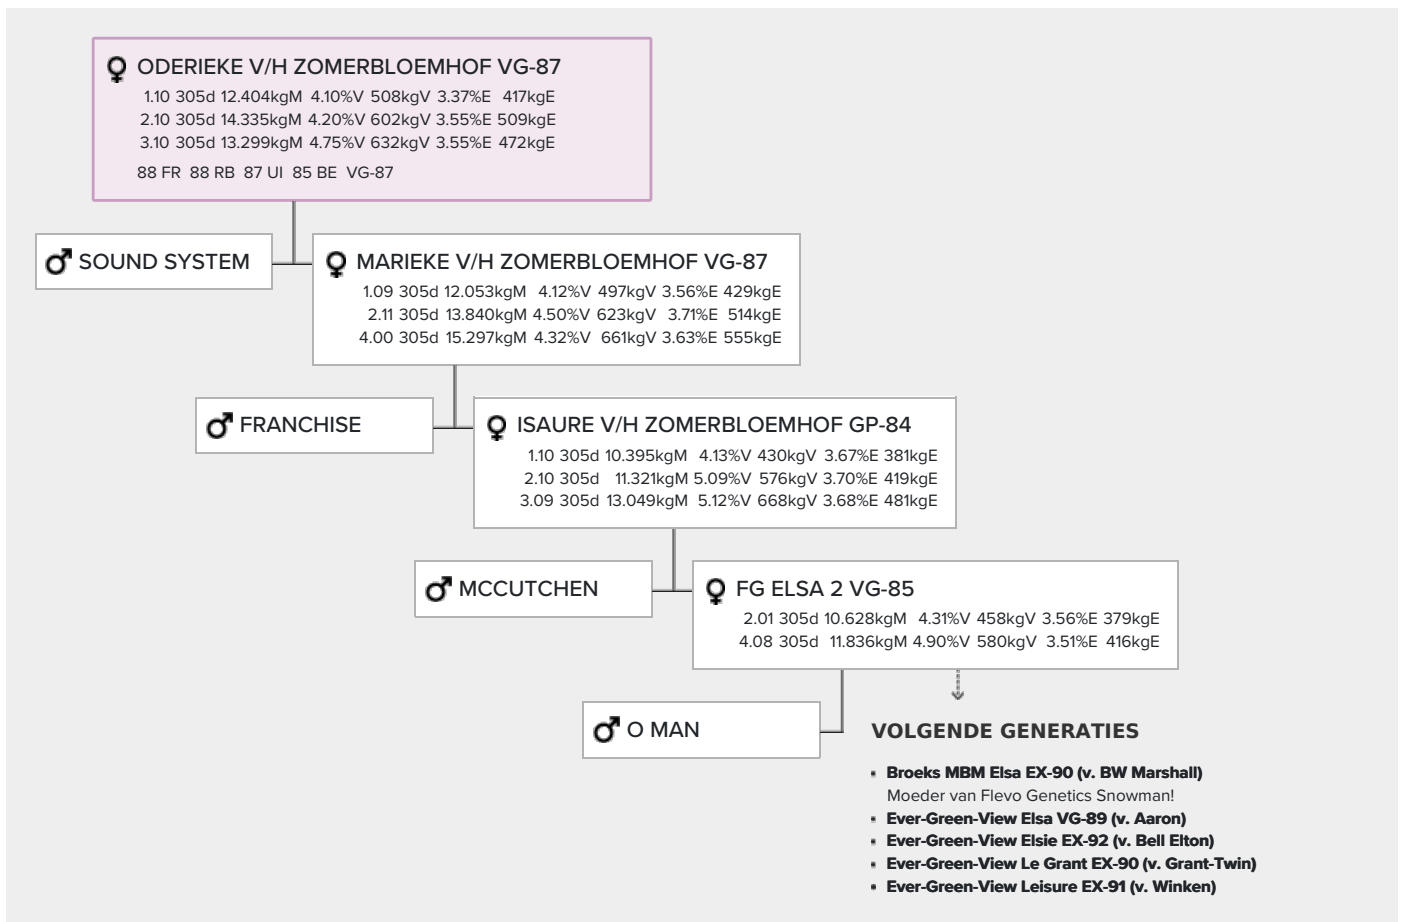 ODERIEKE V/H ZOMERBLOEMHOF VG-87
1.10 305d 12.404kgM 4.10%V 508kgV 3.37%E 417kgE
2.10 305d 14.335kgM 4.20%V 602kgV 3.55%E 509kgE
3.10 305d 13.299kgM 4.75%V 632kgV 3.55%E 472kgE
88 FR 88 RB 87 UI 85 BE VG-87
SOUND SYSTEM
MARIEKE V/H ZOMERBLOEMHOF VG-87
1.09 305d 12.053kgM 4.12%V 497kgV 3.56%E 429kgE
2.11 305d 13.840kgM 4.50%V 623kgV 3.71%E 514kgE
4.00 305d 15.297kgM 4.32%V 661kgV 3.63%E 555kgE
FRANCHISE
ISAURE V/H ZOMERBLOEMHOF GP-84
1.10 305d 10.395kgM 4.13%V 430kgV 3.67%E 381kgE
2.10 305d 11.321kgM 5.09%V 576kgV 3.70%E 419kgE
3.09 305d 13.049kgM 5.12%V 668kgV 3.68%E 481kgE
MCCUTCHEN
FG ELSA 2 VG-85
2.01 305d 10.628kgM 4.31%V 458kgV 3.56%E 379kgE
4.08 305d 11.836kgM 4.90%V 580kgV 3.51%E 416kgE
O MAN
VOLGENDE GENERATIES
• Broeks MBM Elsa EX-90 (v. BW Marshall)
Moeder van Flevo Genetics Snowman!
• Ever-Green-View Elsa VG-89 (v. Aaron)
• Ever-Green-View Elsie EX-92 (v. Bell Elton)
• Ever-Green-View Le Grant EX-90 (v. Grant-Twin)
• Ever-Green-View Leisure EX-91 (v. Winken)